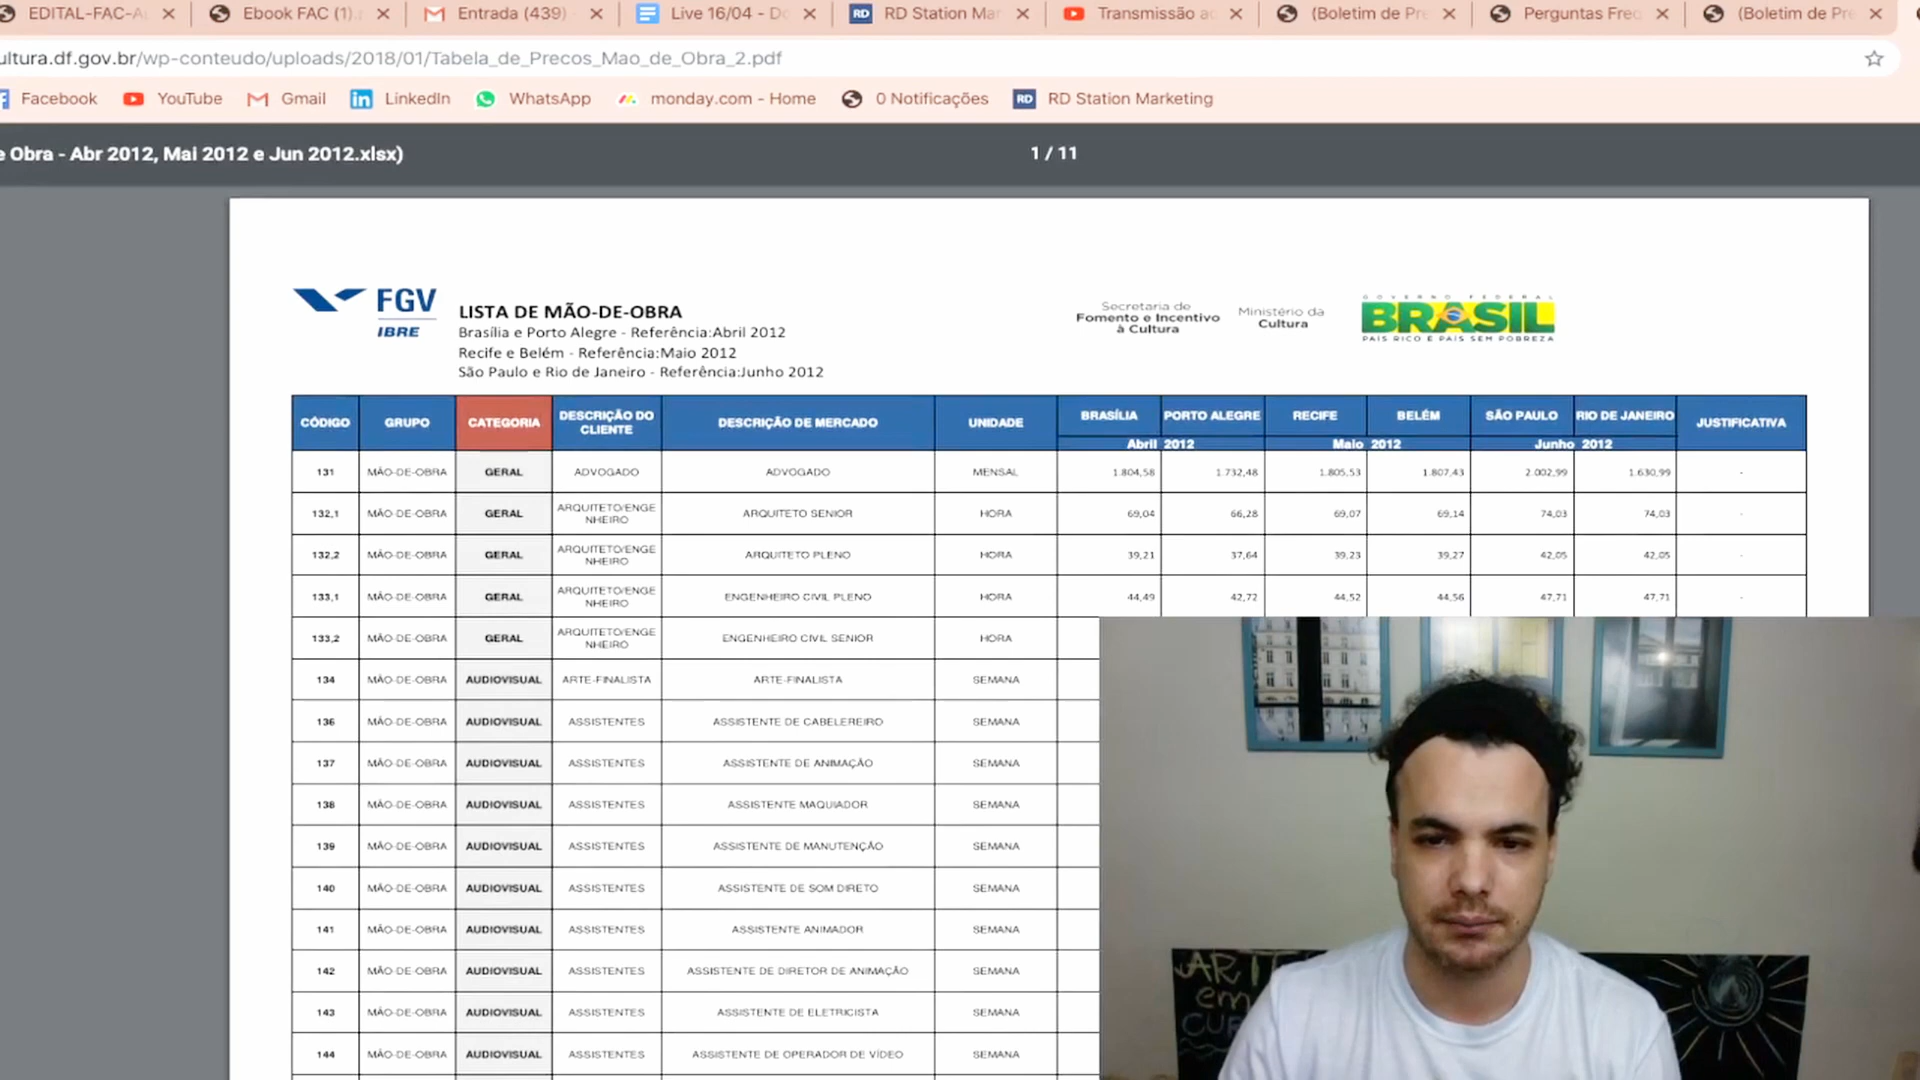 EDITAL-FAC-A
Ebook FAC (1).
Entrada (439)
Live 16/04 - Do
RD Station Mar
Transmissão ao
(Boletim de Pre
Perguntas Freq
(Boletim de Pre
ultura.df.gov.br/wp-conteudo/uploads/2018/01/Tabela_de_Precos_Mao_de_Obra_2.pdf
Facebook YouTube Gmail LinkedIn WhatsApp monday.com - Home 0 Notificações RD RD Station Marketing
e Obra - Abr 2012, Mai 2012 e Jun 2012.xlsx) 1 / 11
FGV
IBRE
LISTA DE MÃO-DE-OBRA
Brasília e Porto Alegre - Referência:Abril 2012
Recife e Belém - Referência:Maio 2012
São Paulo e Rio de Janeiro - Referência:Junho 2012
Secretaria de
Fomento e Incentivo
à Cultura
Ministério da
Cultura
GOVERNO FEDERAL
BRASIL
PAÍS RICO É PAÍS SEM POBREZA
CÓDIGO GRUPO CATEGORIA DESCRIÇÃO DO CLIENTE DESCRIÇÃO DE MERCADO UNIDADE BRASÍLIA PORTO ALEGRE RECIFE BELÉM SÃO PAULO RIO DE JANEIRO JUSTIFICATIVA
Abril 2012 Maio 2012 Junho 2012
131 MÃO-DE-OBRA GERAL ADVOGADO ADVOGADO MENSAL 1.804,58 1.732,48 1.805,53 1.807,43 2.002,99 1.630,99 -
132,1 MÃO-DE-OBRA GERAL ARQUITETO/ENGENHEIRO ARQUITETO SENIOR HORA 69,04 66,28 69,07 69,14 74,03 74,03 -
132,2 MÃO-DE-OBRA GERAL ARQUITETO/ENGENHEIRO ARQUITETO PLENO HORA 39,21 37,64 39,23 39,27 42,05 42,05 -
133,1 MÃO-DE-OBRA GERAL ARQUITETO/ENGENHEIRO ENGENHEIRO CIVIL PLENO HORA 44,49 42,72 44,52 44,56 47,71 47,71 -
133,2 MÃO-DE-OBRA GERAL ARQUITETO/ENGENHEIRO ENGENHEIRO CIVIL SENIOR HORA
134 MÃO-DE-OBRA AUDIOVISUAL ARTE-FINALISTA ARTE-FINALISTA SEMANA
136 MÃO-DE-OBRA AUDIOVISUAL ASSISTENTES ASSISTENTE DE CABELEREIRO SEMANA
137 MÃO-DE-OBRA AUDIOVISUAL ASSISTENTES ASSISTENTE DE ANIMAÇÃO SEMANA
138 MÃO-DE-OBRA AUDIOVISUAL ASSISTENTES ASSISTENTE MAQUIADOR SEMANA
139 MÃO-DE-OBRA AUDIOVISUAL ASSISTENTES ASSISTENTE DE MANUTENÇÃO SEMANA
140 MÃO-DE-OBRA AUDIOVISUAL ASSISTENTES ASSISTENTE DE SOM DIRETO SEMANA
141 MÃO-DE-OBRA AUDIOVISUAL ASSISTENTES ASSISTENTE ANIMADOR SEMANA
142 MÃO-DE-OBRA AUDIOVISUAL ASSISTENTES ASSISTENTE DE DIRETOR DE ANIMAÇÃO SEMANA
143 MÃO-DE-OBRA AUDIOVISUAL ASSISTENTES ASSISTENTE DE ELETRICISTA SEMANA
144 MÃO-DE-OBRA AUDIOVISUAL ASSISTENTES ASSISTENTE DE OPERADOR DE VÍDEO SEMANA
ARTE
em
CUR